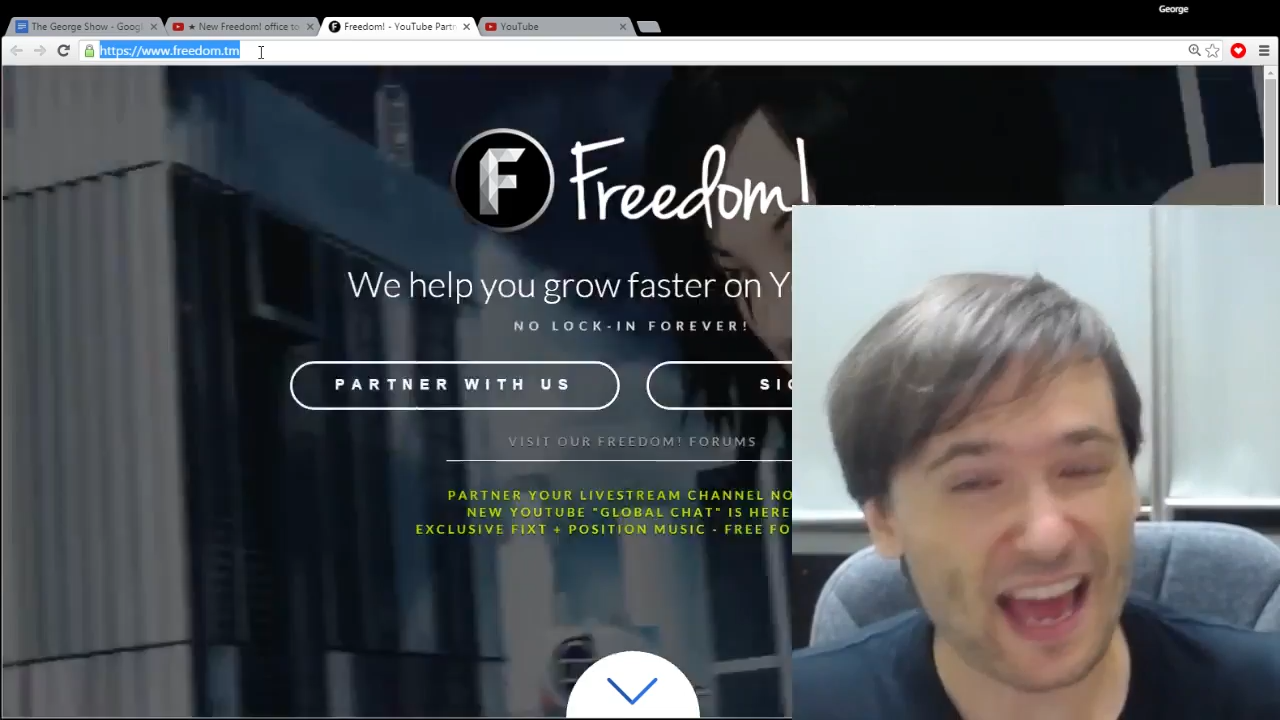 George
The George Show - Googl
★ New Freedom! office to
Freedom! - YouTube Partn
YouTube
https://www.freedom.tm
F Freedom!
We help you grow faster on Y
NO LOCK-IN FOREVER!
PARTNER WITH US
SIG
VISIT OUR FREEDOM! FORUMS
PARTNER YOUR LIVESTREAM CHANNEL NO
NEW YOUTUBE "GLOBAL CHAT" IS HERE
EXCLUSIVE FIXT + POSITION MUSIC - FREE FO